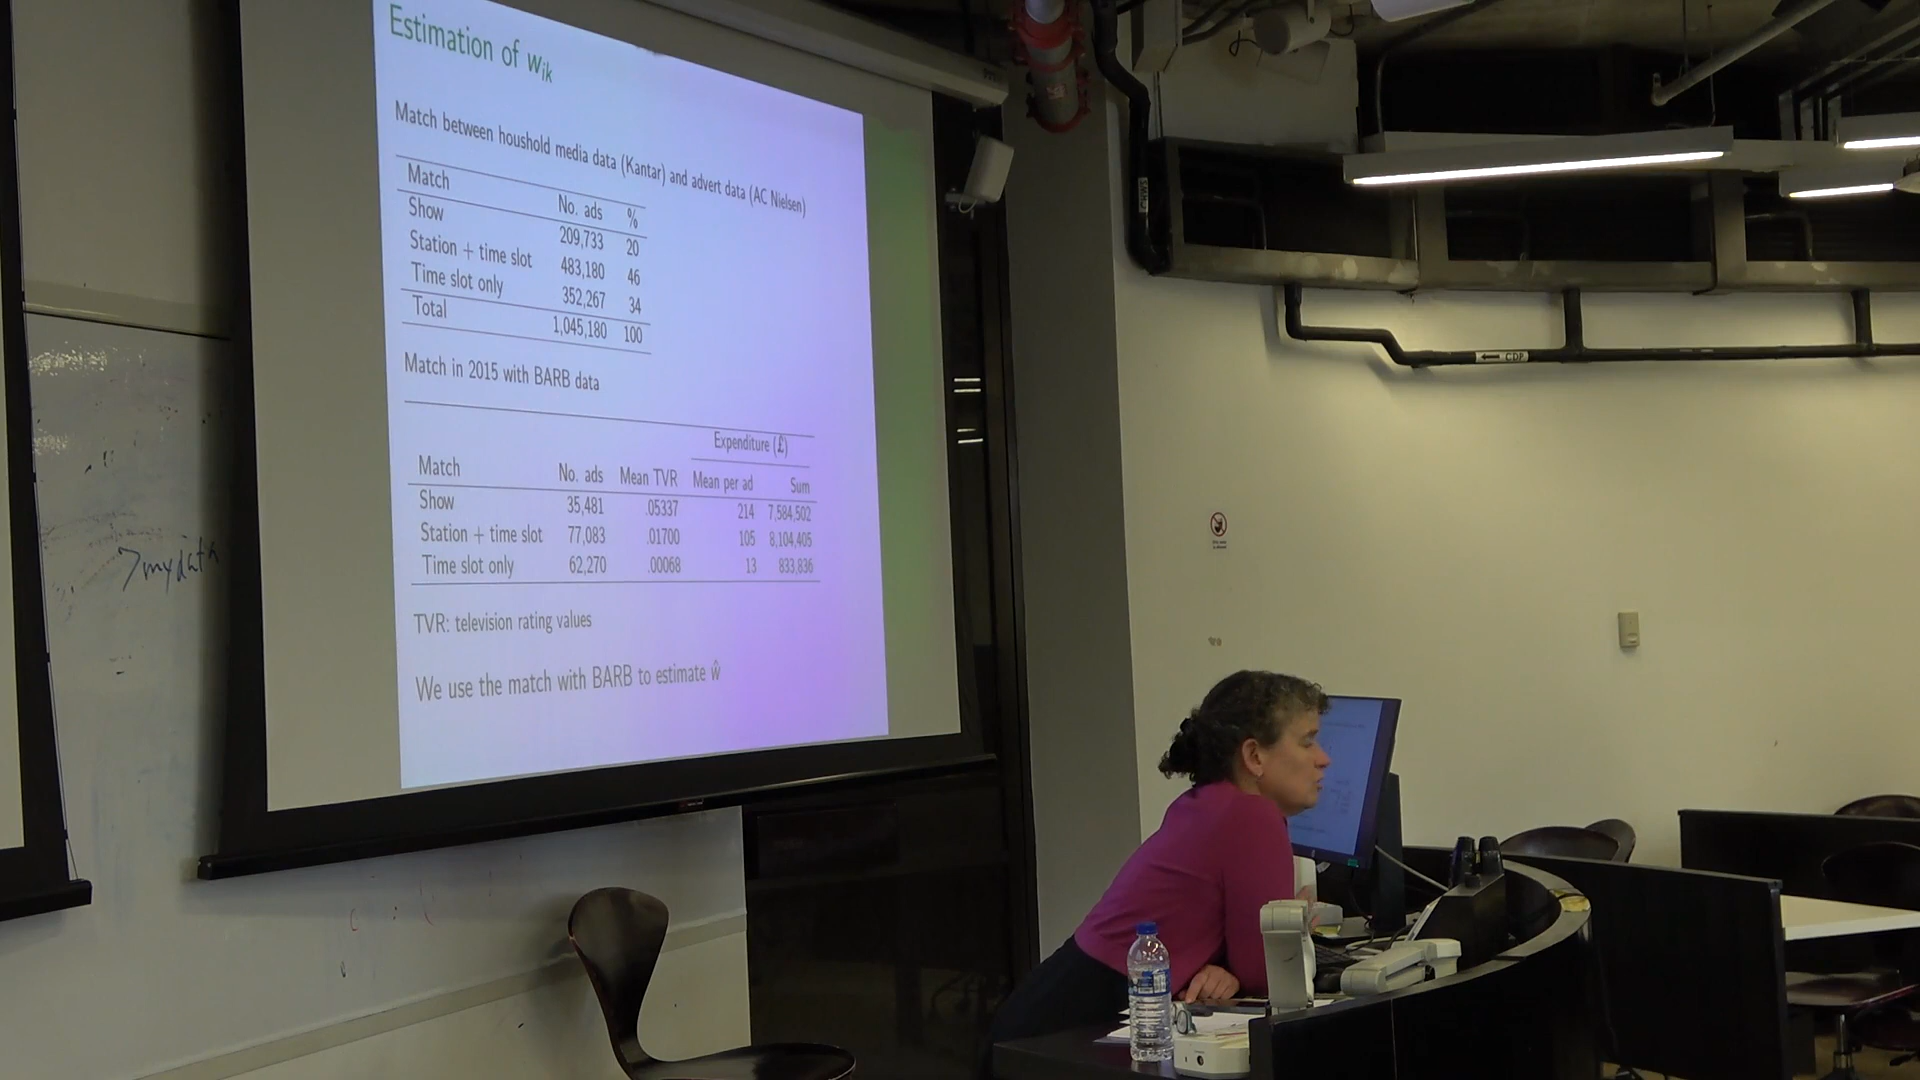 Estimation of wik
Match between houshold media data (Kantar) and advert data (AC Nielsen)
Match No. ads %
Show 209,733 20
Station + time slot 483,180 46
Time slot only 352,267 34
Total 1,045,180 100
Match in 2015 with BARB data
Expenditure (£)
Match No. ads Mean TVR Mean per ad Sum
Show 35,481 .05337 214 7,584,502
Station + time slot 77,083 .01700 105 8,104,405
Time slot only 62,270 .00068 13 833,836
TVR: television rating values
We use the match with BARB to estimate ŵ
>mydata
← CDP